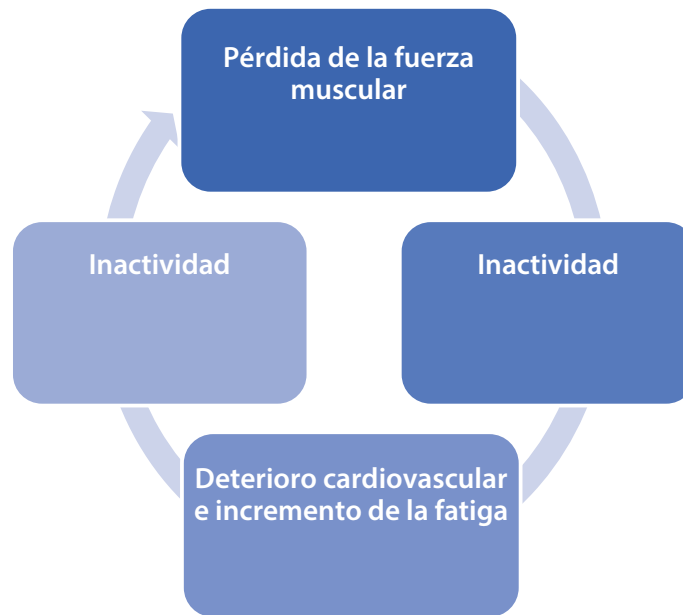 Pérdida de la fuerza
muscular
Inactividad
Inactividad
Deterioro cardiovascular
e incremento de la fatiga